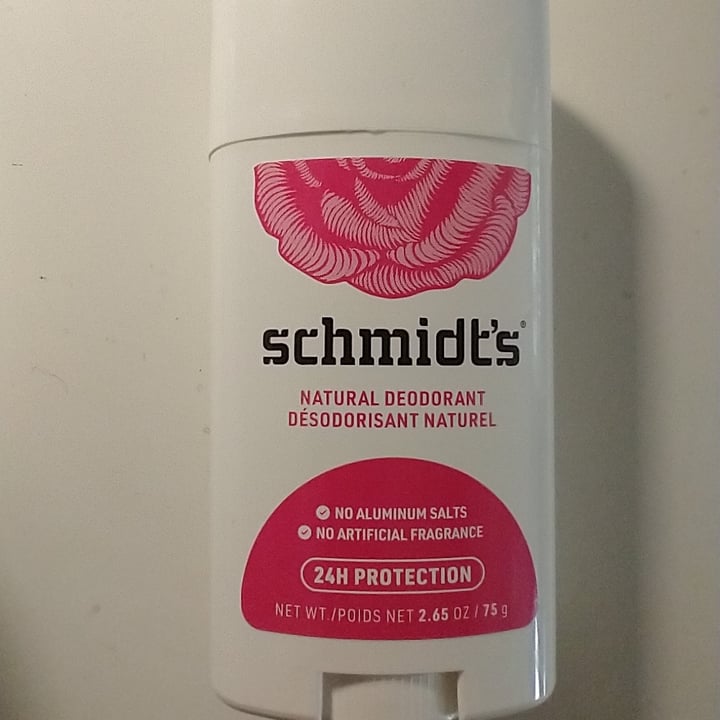 schmidt's®
NATURAL DEODORANT
DÉSODORISANT NATUREL
NO ALUMINUM SALTS
NO ARTIFICIAL FRAGRANCE
24H PROTECTION
NET WT./POIDS NET 2.65 OZ / 75 g